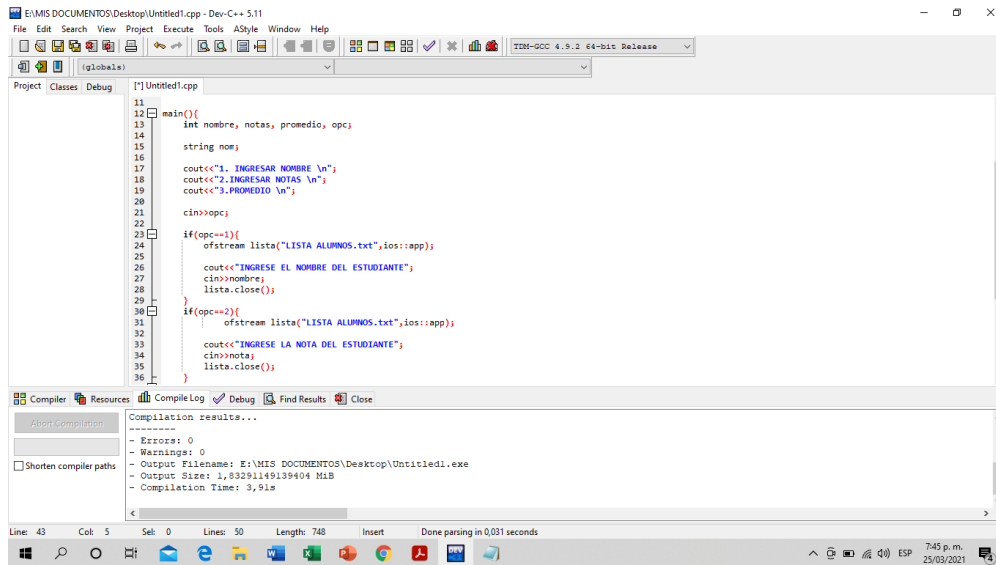 E:\MIS DOCUMENTOS\Desktop\Untitled1.cpp - Dev-C++ 5.11
File Edit Search View Project Execute Tools AStyle Window Help
TDM-GCC 4.9.2 64-bit Release
(globals)
Project Classes Debug [*] Untitled1.cpp
11
12 main(){
13 int nombre, notas, promedio, opc;
14
15 string nom;
16
17 cout<<"1. INGRESAR NOMBRE \n";
18 cout<<"2.INGRESAR NOTAS \n";
19 cout<<"3.PROMEDIO \n";
20
21 cin>>opc;
22
23 if(opc==1){
24 ofstream lista("LISTA ALUMNOS.txt",ios::app);
25
26 cout<<"INGRESE EL NOMBRE DEL ESTUDIANTE";
27 cin>>nombre;
28 lista.close();
29 }
30 if(opc==2){
31 ofstream lista("LISTA ALUMNOS.txt",ios::app);
32
33 cout<<"INGRESE LA NOTA DEL ESTUDIANTE";
34 cin>>nota;
35 lista.close();
36 }
Compiler Resources Compile Log Debug Find Results Close
Abort Compilation
Shorten compiler paths
Compilation results...
--------
- Errors: 0
- Warnings: 0
- Output Filename: E:\MIS DOCUMENTOS\Desktop\Untitled1.exe
- Output Size: 1,83291149139404 MiB
- Compilation Time: 3,91s
Line: 43 Col: 5 Sel: 0 Lines: 50 Length: 748 Insert Done parsing in 0,031 seconds
ESP
7:45 p. m.
25/03/2021
4